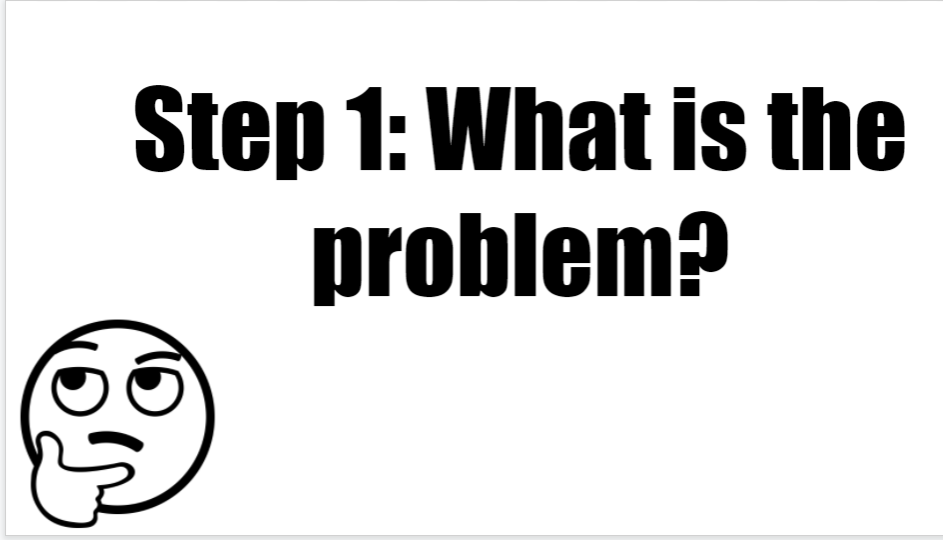 Step 1: What is the
problem?